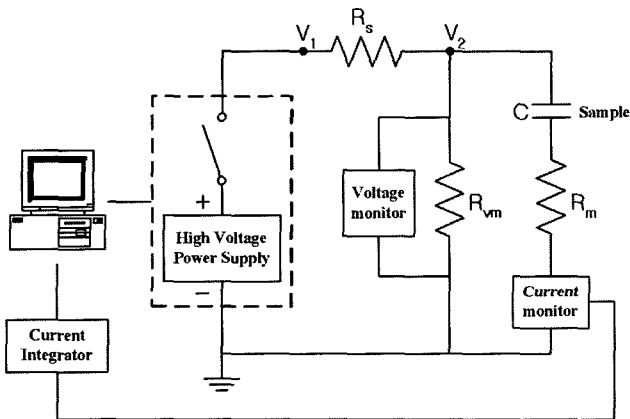 V1
Rs
V2
C
Sample
+
High Voltage
Power Supply
−
Voltage
monitor
Rvm
Rm
Current
monitor
Current
Integrator